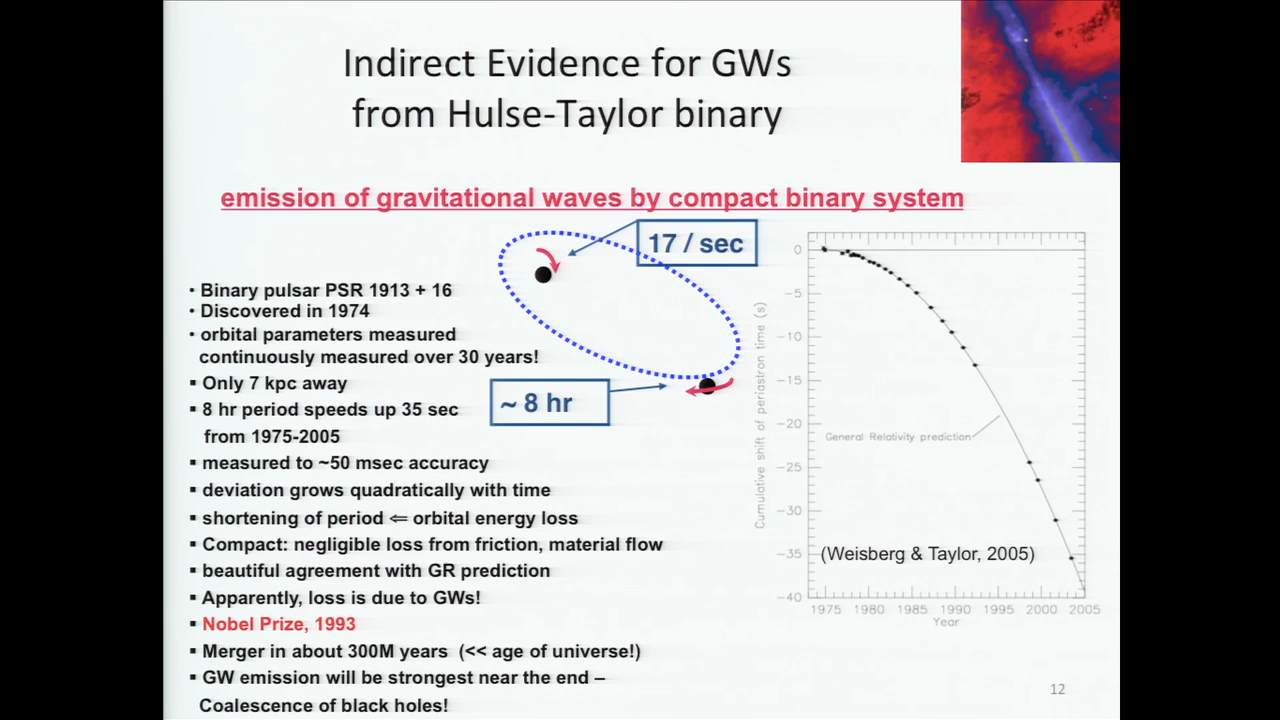 Indirect Evidence for GWs
from Hulse-Taylor binary
emission of gravitational waves by compact binary system
17 / sec
• Binary pulsar PSR 1913 + 16
• Discovered in 1974
• orbital parameters measured
continuously measured over 30 years!
▪ Only 7 kpc away
▪ 8 hr period speeds up 35 sec
from 1975-2005
▪ measured to ~50 msec accuracy
▪ deviation grows quadratically with time
▪ shortening of period ⇐ orbital energy loss
▪ Compact: negligible loss from friction, material flow
▪ beautiful agreement with GR prediction
▪ Apparently, loss is due to GWs!
▪ Nobel Prize, 1993
▪ Merger in about 300M years (<< age of universe!)
▪ GW emission will be strongest near the end –
Coalescence of black holes!
~ 8 hr
Cumulative shift of periastron time (s)
0
−5
−10
−15
−20
−25
−30
−35
−40
General Relativity prediction
(Weisberg & Taylor, 2005)
1975 1980 1985 1990 1995 2000 2005
Year
12